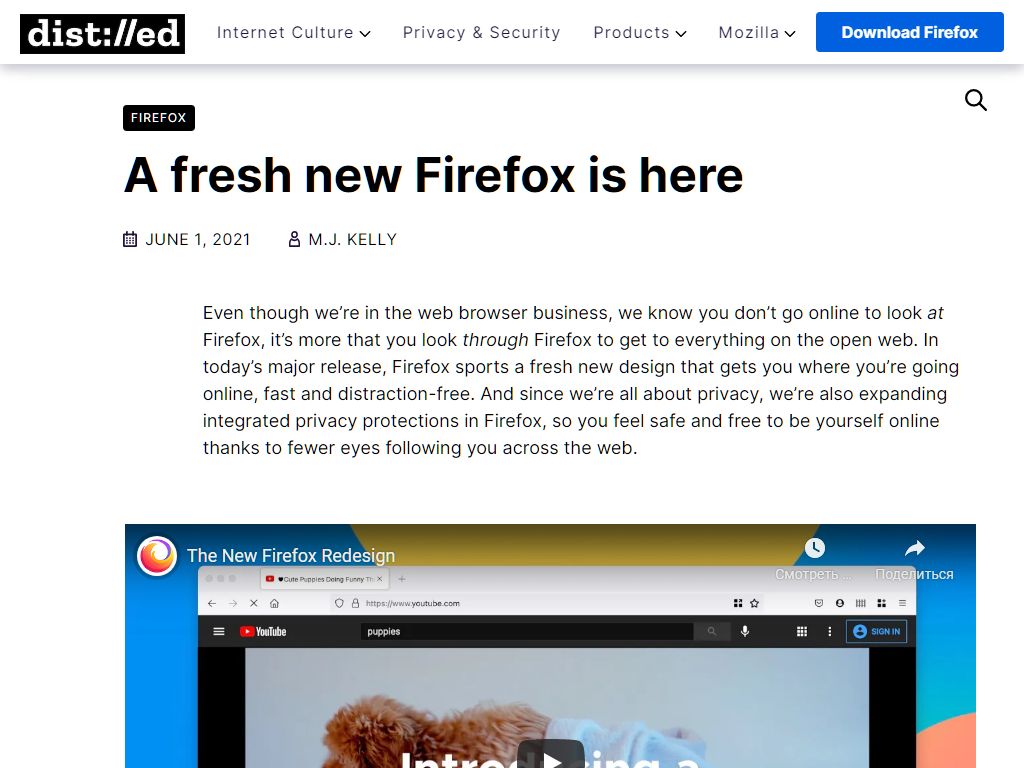 dist://ed
Internet Culture
Privacy & Security
Products
Mozilla
Download Firefox
FIREFOX
A fresh new Firefox is here
JUNE 1, 2021
M.J. KELLY
Even though we’re in the web browser business, we know you don’t go online to look at
Firefox, it’s more that you look through Firefox to get to everything on the open web. In
today’s major release, Firefox sports a fresh new design that gets you where you’re going
online, fast and distraction-free. And since we’re all about privacy, we’re also expanding
integrated privacy protections in Firefox, so you feel safe and free to be yourself online
thanks to fewer eyes following you across the web.
The New Firefox Redesign
Смотреть ...
Поделиться
Cute Puppies Doing Funny Th
https://www.youtube.com
YouTube
puppies
SIGN IN